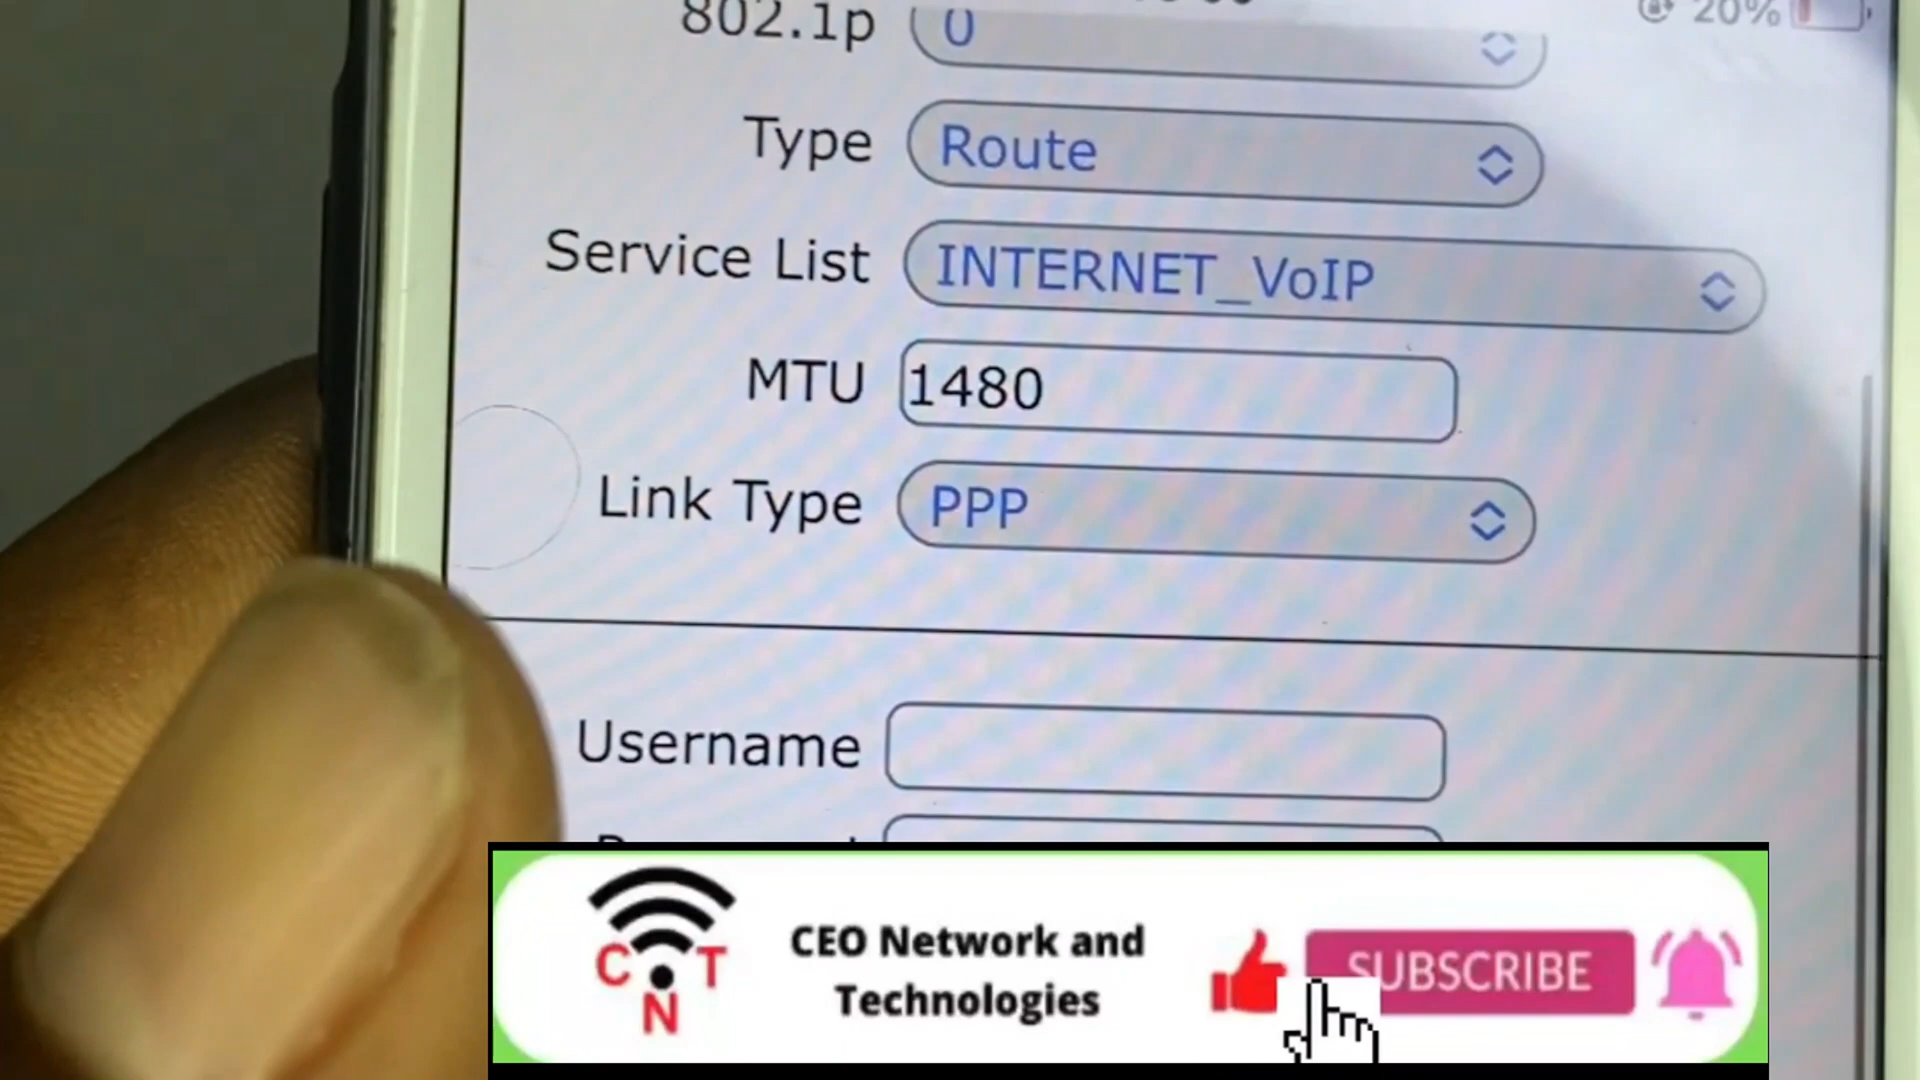 802.1p 0
20%
Type Route
Service List INTERNET_VoIP
MTU 1480
Link Type PPP
Username
CEO Network and
Technologies
C N T
SUBSCRIBE